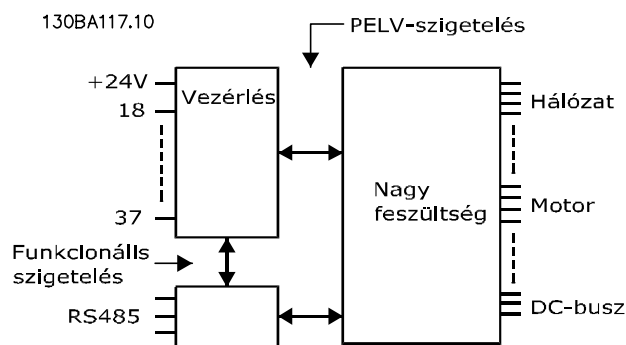 130BA117.10
PELV-szigetelés
+24V
Vezérlés
18
Hálózat
37
Nagy
feszültség
Motor
Funkclonálls
szigetelés
RS485
DC-busz